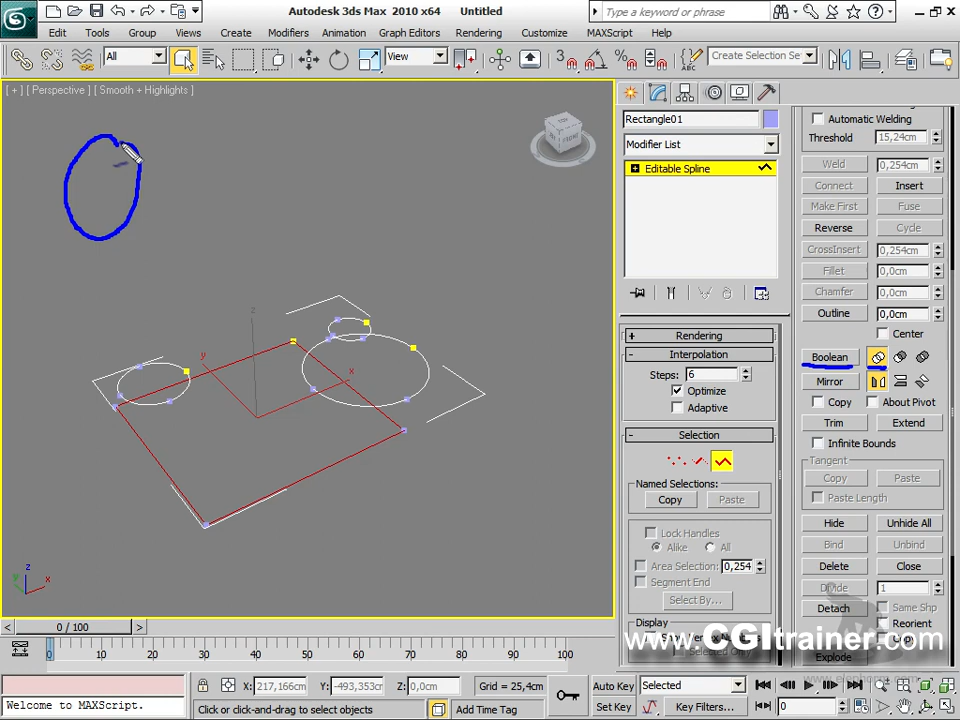 Autodesk 3ds Max 2010 x64 Untitled
Type a keyword or phrase
Edit Tools Group Views Create Modifiers Animation Graph Editors Rendering Customize MAXScript Help
All View 3 Create Selection Se
[ + ] [ Perspective ] [ Smooth + Highlights ]
Rectangle01
Modifier List
Editable Spline
Rendering
Interpolation
Steps: 6
Optimize
Adaptive
Selection
Named Selections:
Copy Paste
Lock Handles
Alike All
Area Selection: 0,254
Segment End
Select By...
Display
Automatic Welding
Threshold 15,24cm
Weld 0,254cm
Connect Insert
Make First Fuse
Reverse Cycle
CrossInsert 0,254cm
Fillet 0,0cm
Chamfer 0,0cm
Outline 0,0cm
Center
Boolean
Mirror
Copy About Pivot
Trim Extend
Infinite Bounds
Tangent
Copy Paste
Paste Length
Hide Unhide All
Bind Unbind
Delete Close
Divide 1
Detach Same Shp
Reorient
Copy
Explode
www.CGItrainer.com
z
y
x
z
y x
< 0 / 100 >
0 10 20 30 40 50 60 70 80 90 100
X: 217,166cm Y: -493,353cm Z: 0,0cm Grid = 25,4cm Auto Key Selected
Welcome to MAXScript. Click or click-and-drag to select objects Add Time Tag Set Key Key Filters... 0